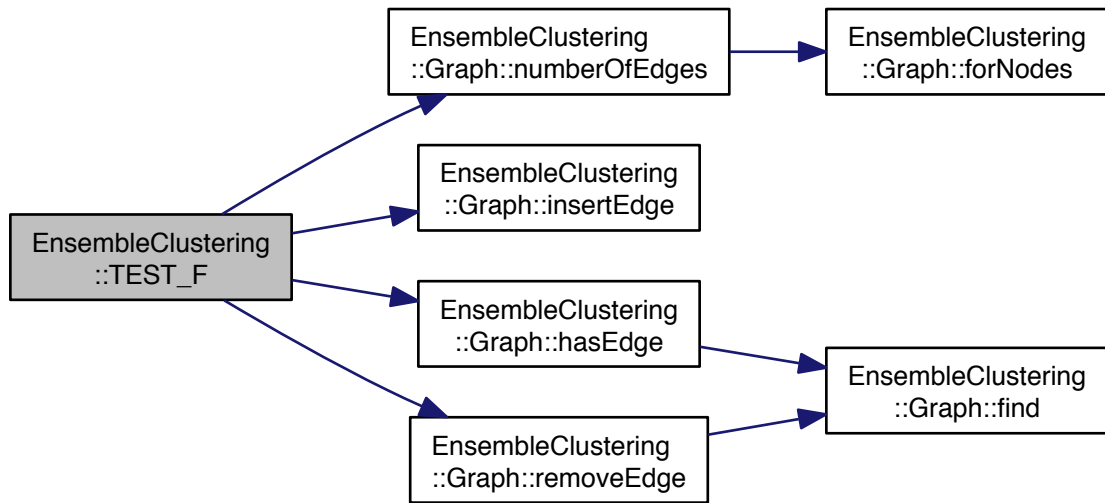 EnsembleClustering
::Graph::numberOfEdges
EnsembleClustering
::Graph::forNodes
EnsembleClustering
::Graph::insertEdge
EnsembleClustering
::TEST_F
EnsembleClustering
::Graph::hasEdge
EnsembleClustering
::Graph::find
EnsembleClustering
::Graph::removeEdge